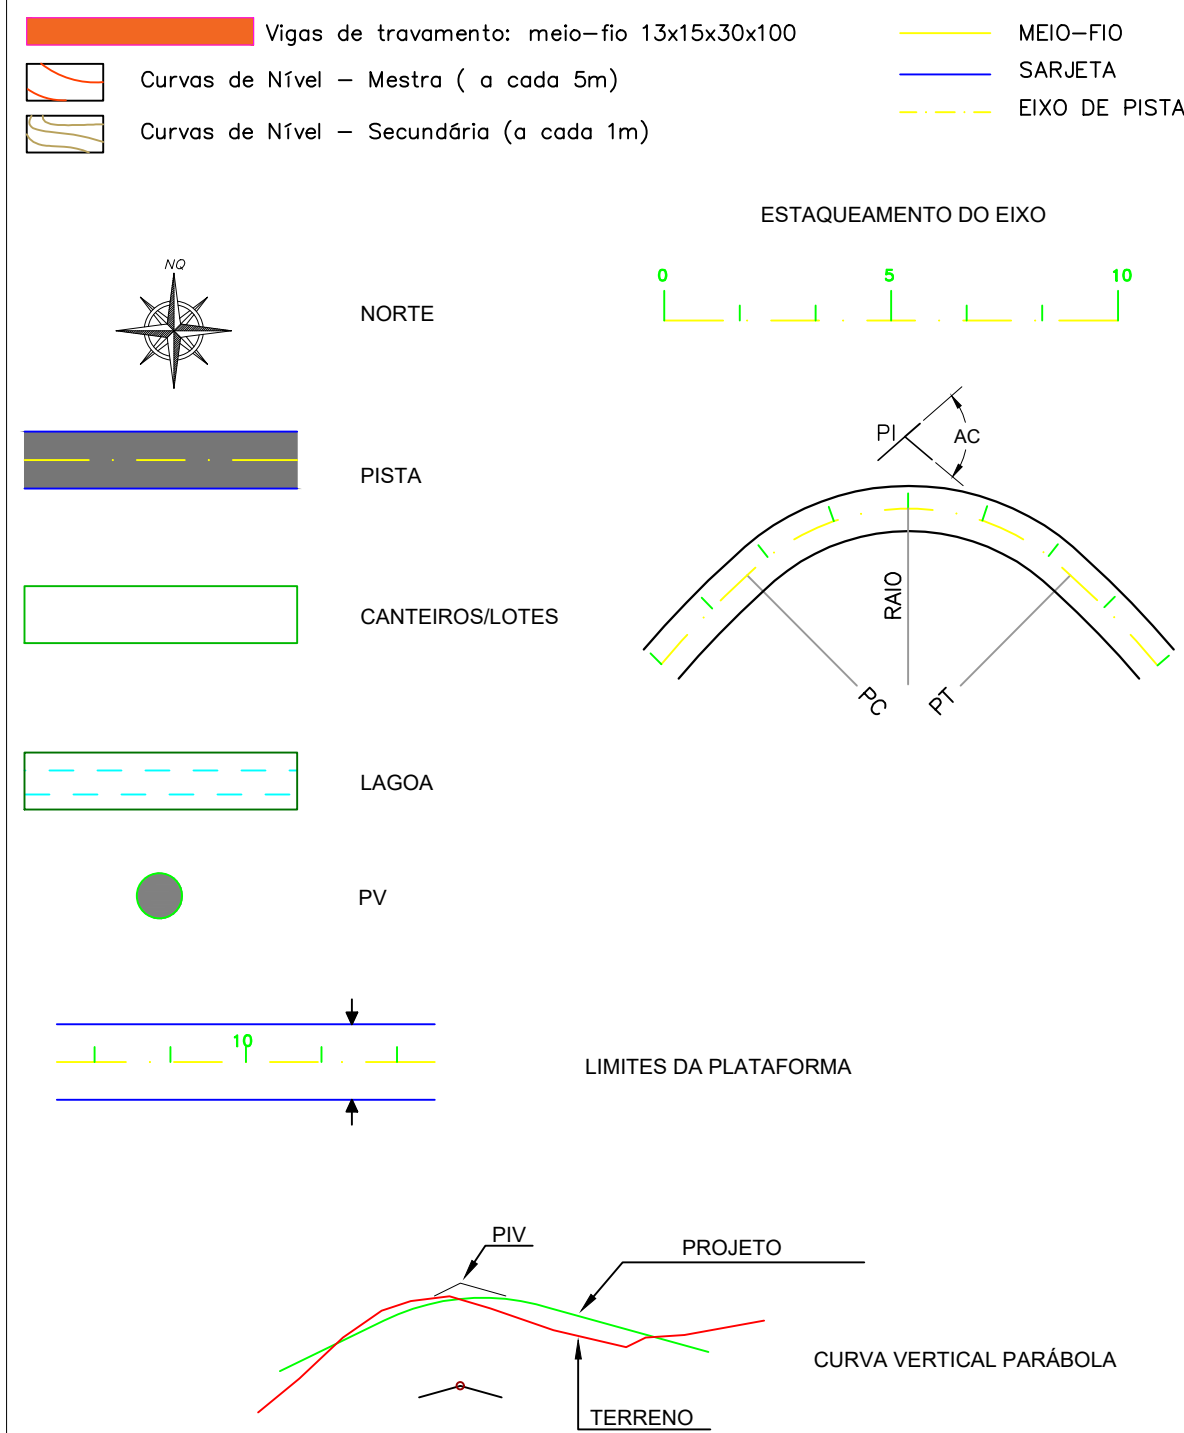 Vigas de travamento: meio-fio 13x15x30x100
Curvas de Nível - Mestra ( a cada 5m)
Curvas de Nível - Secundária (a cada 1m)
MEIO-FIO
SARJETA
EIXO DE PISTA
ESTAQUEAMENTO DO EIXO
0 5 10
NQ
NORTE
PI
AC
PISTA
RAIO
PC
PT
CANTEIROS/LOTES
LAGOA
PV
10
LIMITES DA PLATAFORMA
PIV
PROJETO
CURVA VERTICAL PARÁBOLA
TERRENO